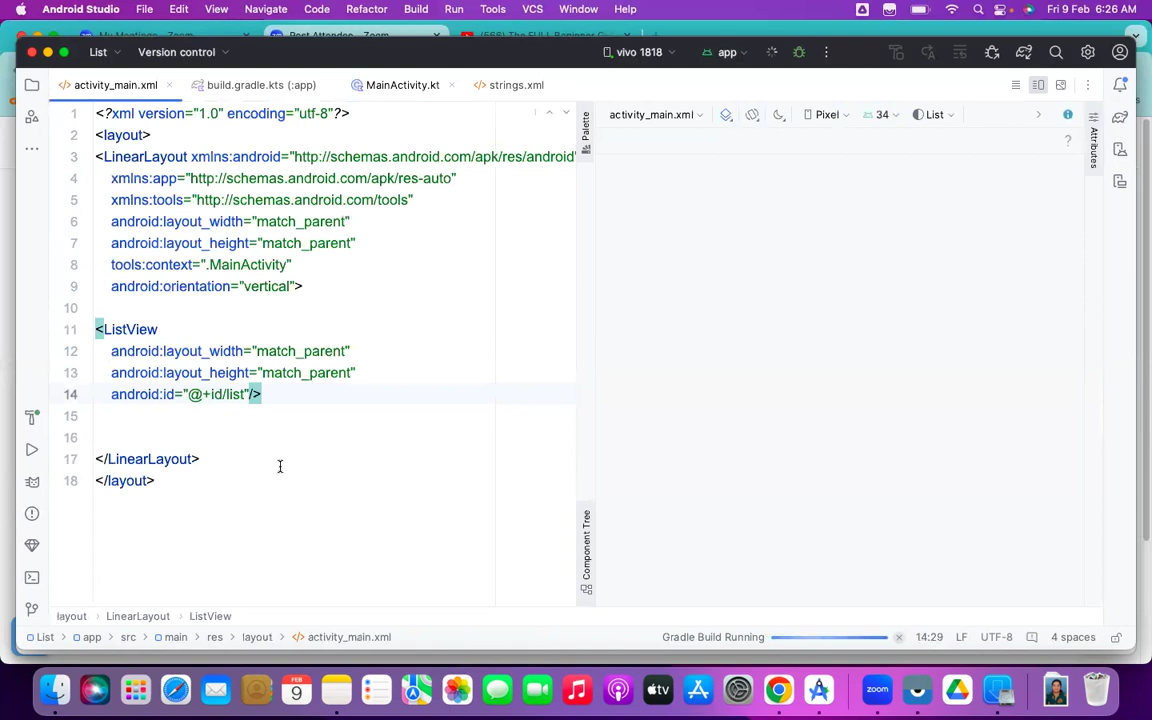 Android Studio File Edit View Navigate Code Refactor Build Run Tools VCS Window Help Fri 9 Feb 6:26 AM
List Version control vivo 1818 app
activity_main.xml build.gradle.kts (:app) MainActivity.kt strings.xml
activity_main.xml Pixel 34 List
1 <?xml version="1.0" encoding="utf-8"?>
2 <layout>
3 <LinearLayout xmlns:android="http://schemas.android.com/apk/res/android"
4 xmlns:app="http://schemas.android.com/apk/res-auto"
5 xmlns:tools="http://schemas.android.com/tools"
6 android:layout_width="match_parent"
7 android:layout_height="match_parent"
8 tools:context=".MainActivity"
9 android:orientation="vertical">
10
11 <ListView
12 android:layout_width="match_parent"
13 android:layout_height="match_parent"
14 android:id="@+id/list"/>
15
16
17 </LinearLayout>
18 </layout>
Palette
Attributes
Component Tree
layout LinearLayout ListView
List app src main res layout activity_main.xml Gradle Build Running 14:29 LF UTF-8 4 spaces
FEB
9
zoom
tv